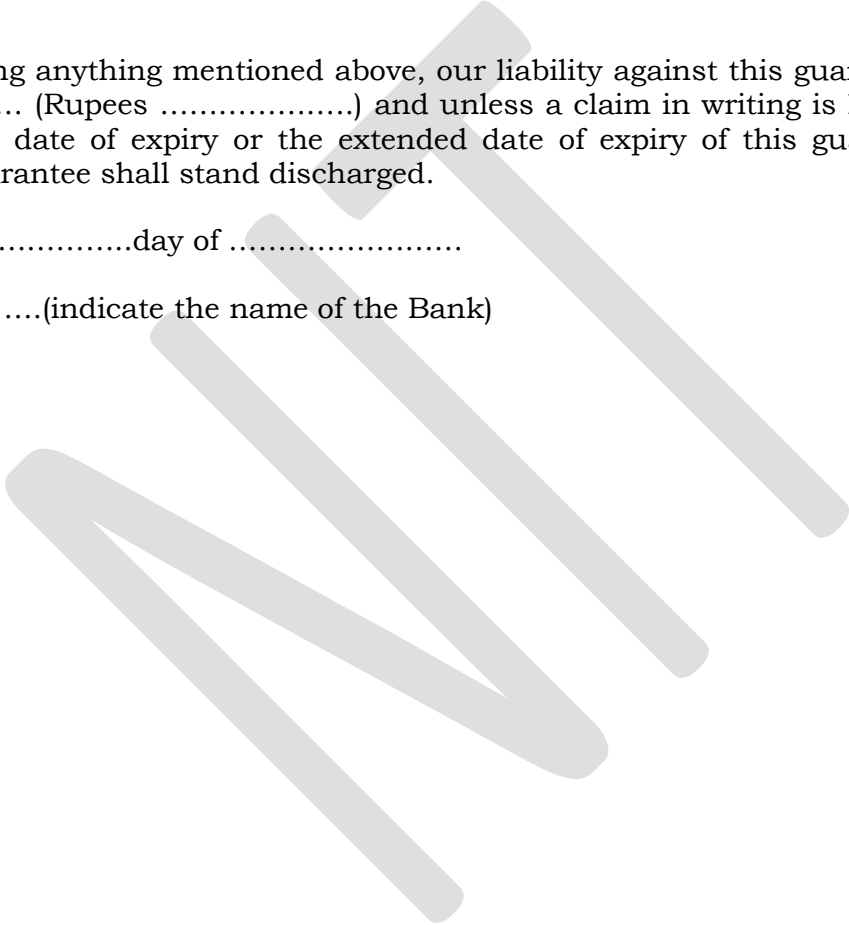 ng anything mentioned above, our liability against this guar
... (Rupees .....................) and unless a claim in writing is
date of expiry or the extended date of expiry of this gu
rantee shall stand discharged.
...............day of ........................
....(indicate the name of the Bank)
NIT